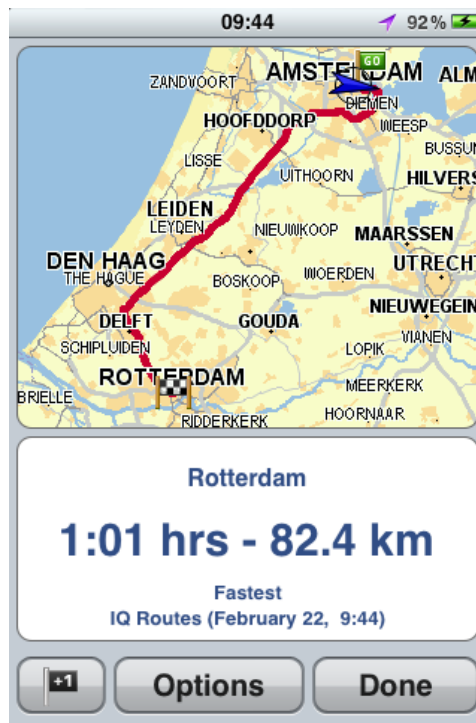 09:44
92%
GO
AMSTERDAM
ALM
ZANDVOORT
DIEMEN
HOOFDDORP
WEESP
BUSSU
LISSE
UITHOORN
HILVERS
LEIDEN
LEYDEN
NIEUWKOOP
MAARSSEN
DEN HAAG
THE HAGUE
WOERDEN
UTRECHT
BOSKOOP
NIEUWEGEIN
DELFT
GOUDA
VIANEN
SCHIPLUIDEN
LOPIK
ROTTERDAM
MEERKERK
BRIELLE
HOORNAAR
RIDDERKERK
Rotterdam
1:01 hrs - 82.4 km
Fastest
IQ Routes (February 22, 9:44)
+1
Options
Done